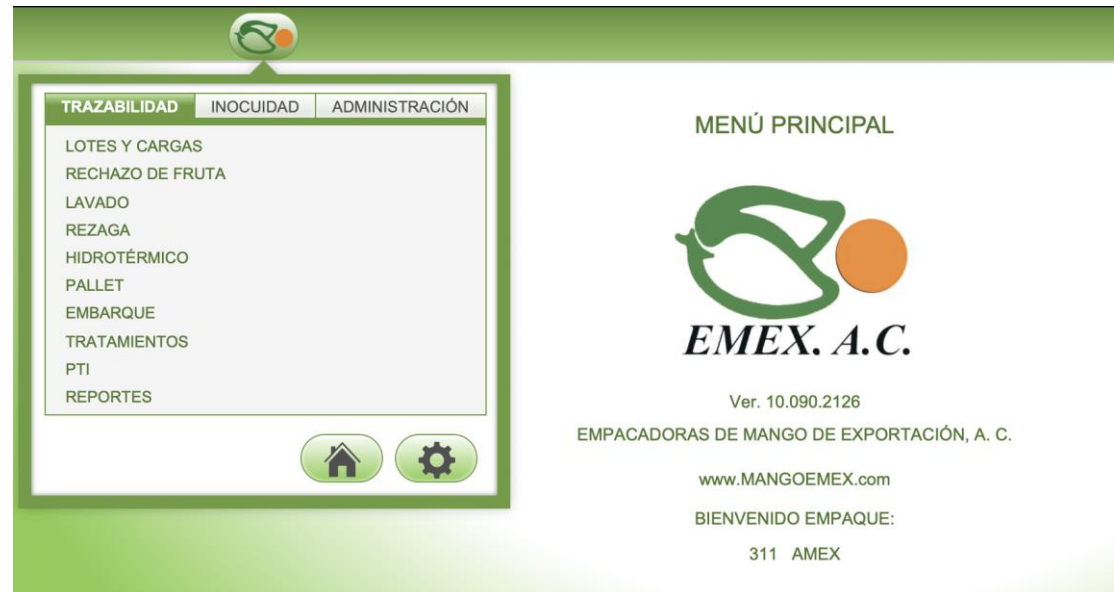 TRAZABILIDAD INOCUIDAD ADMINISTRACIÓN
LOTES Y CARGAS
RECHAZO DE FRUTA
LAVADO
REZAGA
HIDROTÉRMICO
PALLET
EMBARQUE
TRATAMIENTOS
PTI
REPORTES
MENÚ PRINCIPAL
EMEX. A.C.
Ver. 10.090.2126
EMPACADORAS DE MANGO DE EXPORTACIÓN, A. C.
www.MANGOEMEX.com
BIENVENIDO EMPAQUE:
311 AMEX